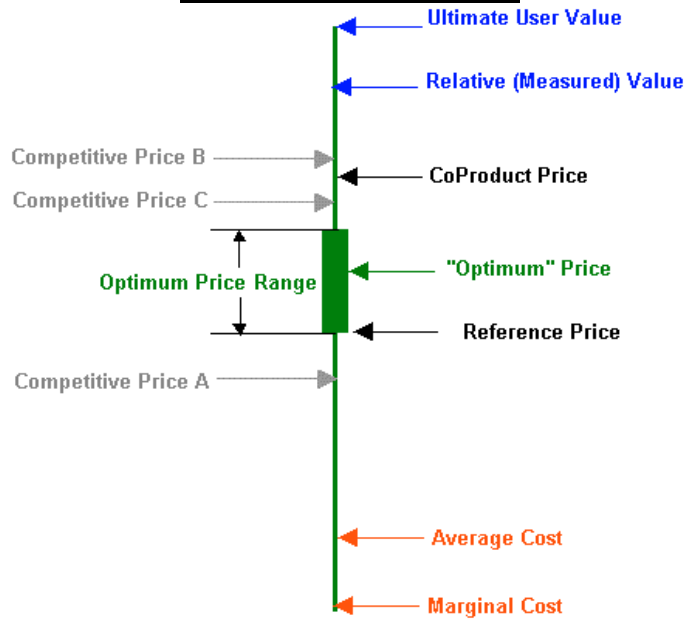 Ultimate User Value
Relative (Measured) Value
Competitive Price B
CoProduct Price
Competitive Price C
"Optimum" Price
Optimum Price Range
Reference Price
Competitive Price A
Average Cost
Marginal Cost